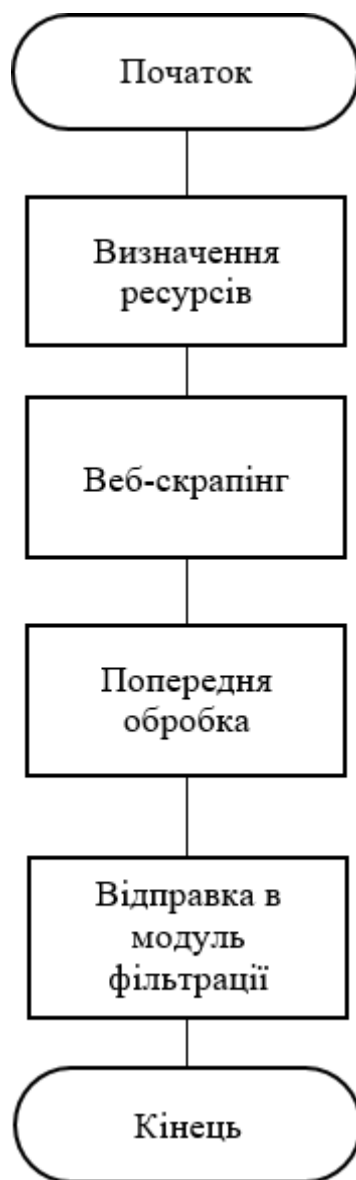 Початок
Визначення
ресурсів
Веб-скрапінг
Попередня
обробка
Відправка в
модуль
фільтрації
Кінець